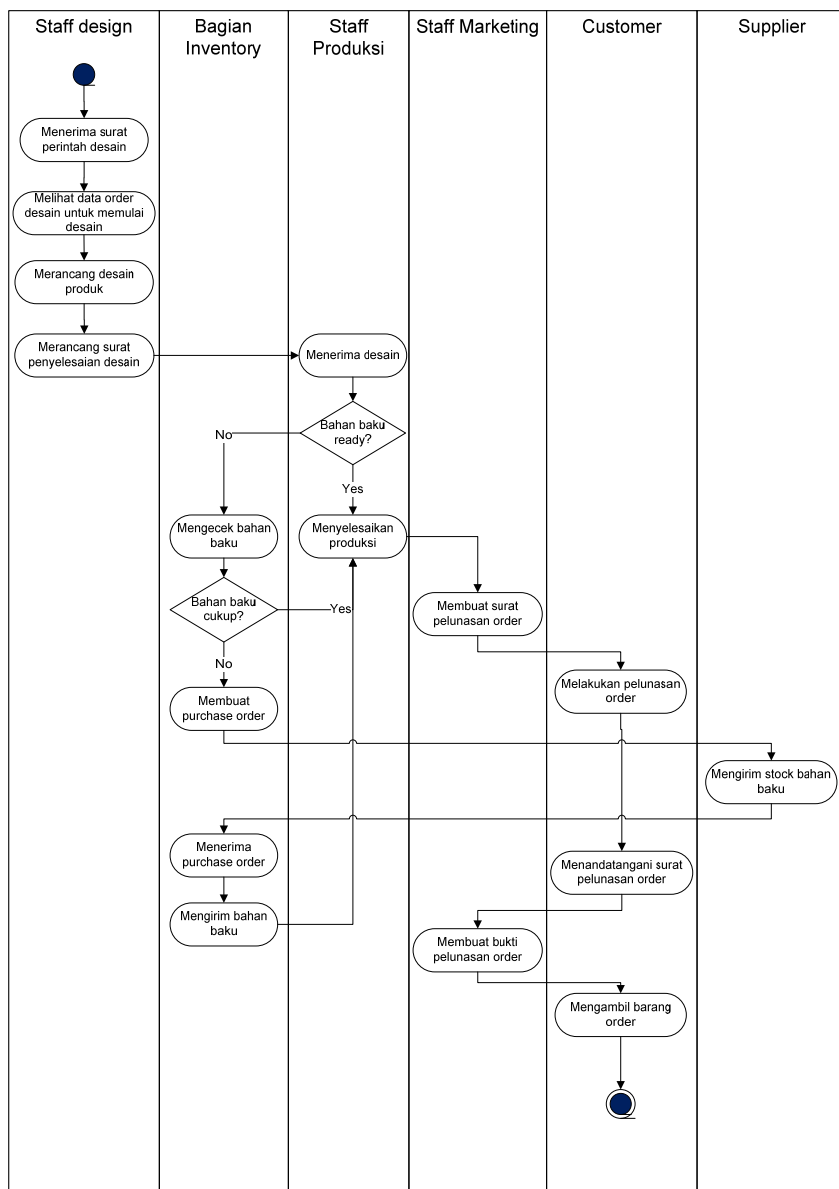 Staff design
Bagian
Inventory
Staff
Produksi
Staff Marketing
Customer
Supplier
Menerima surat
perintah desain
Melihat data order
desain untuk memulai
desain
Merancang desain
produk
Merancang surat
penyelesaian desain
Menerima desain
Bahan baku
ready?
No
Yes
Mengecek bahan
baku
Menyelesaikan
produksi
Bahan baku
cukup?
Yes
No
Membuat surat
pelunasan order
Melakukan pelunasan
order
Membuat
purchase order
Mengirim stock bahan
baku
Menerima
purchase order
Menandatangani surat
pelunasan order
Mengirim bahan
baku
Membuat bukti
pelunasan order
Mengambil barang
order